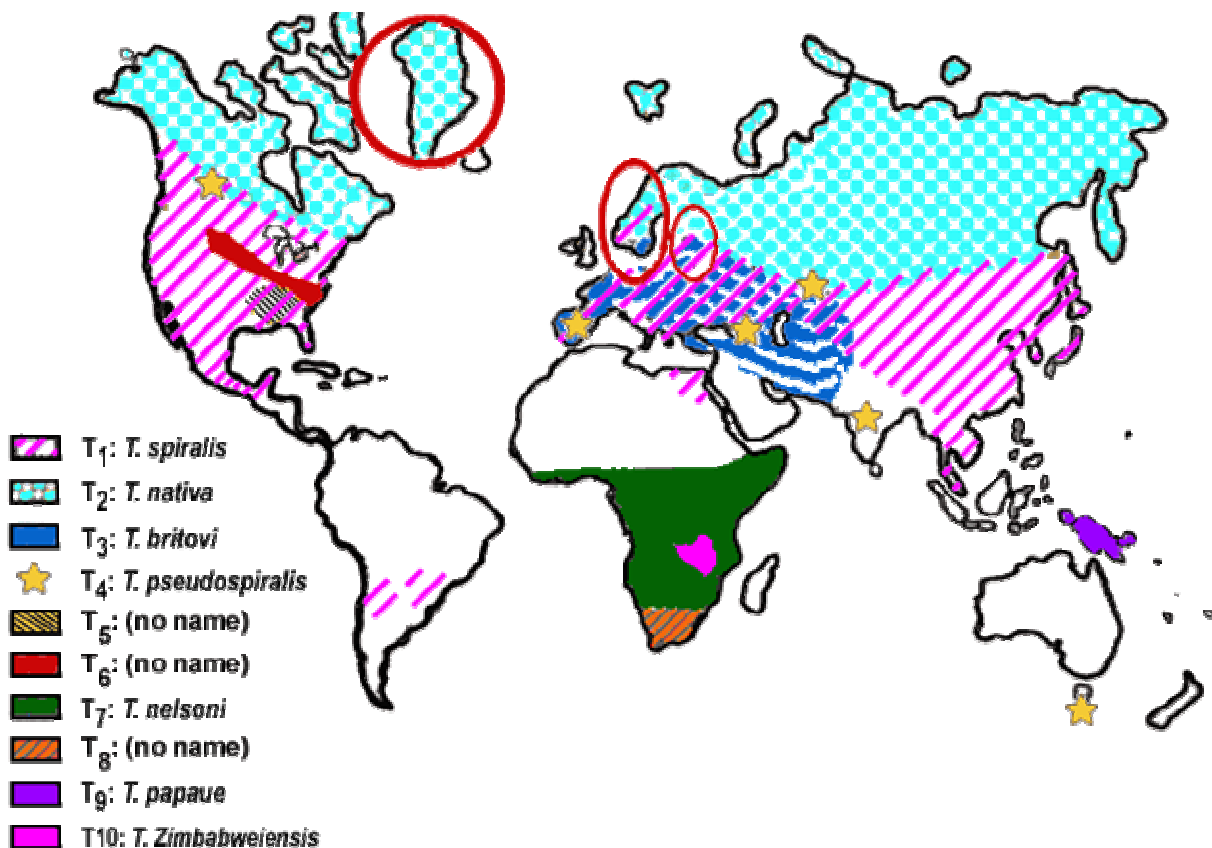 T1: T. spiralis
T2: T. nativa
T3: T. britovi
T4: T. pseudospiralis
T5: (no name)
T6: (no name)
T7: T. nelsoni
T8: (no name)
T9: T. papaue
T10: T. Zimbabweiensis